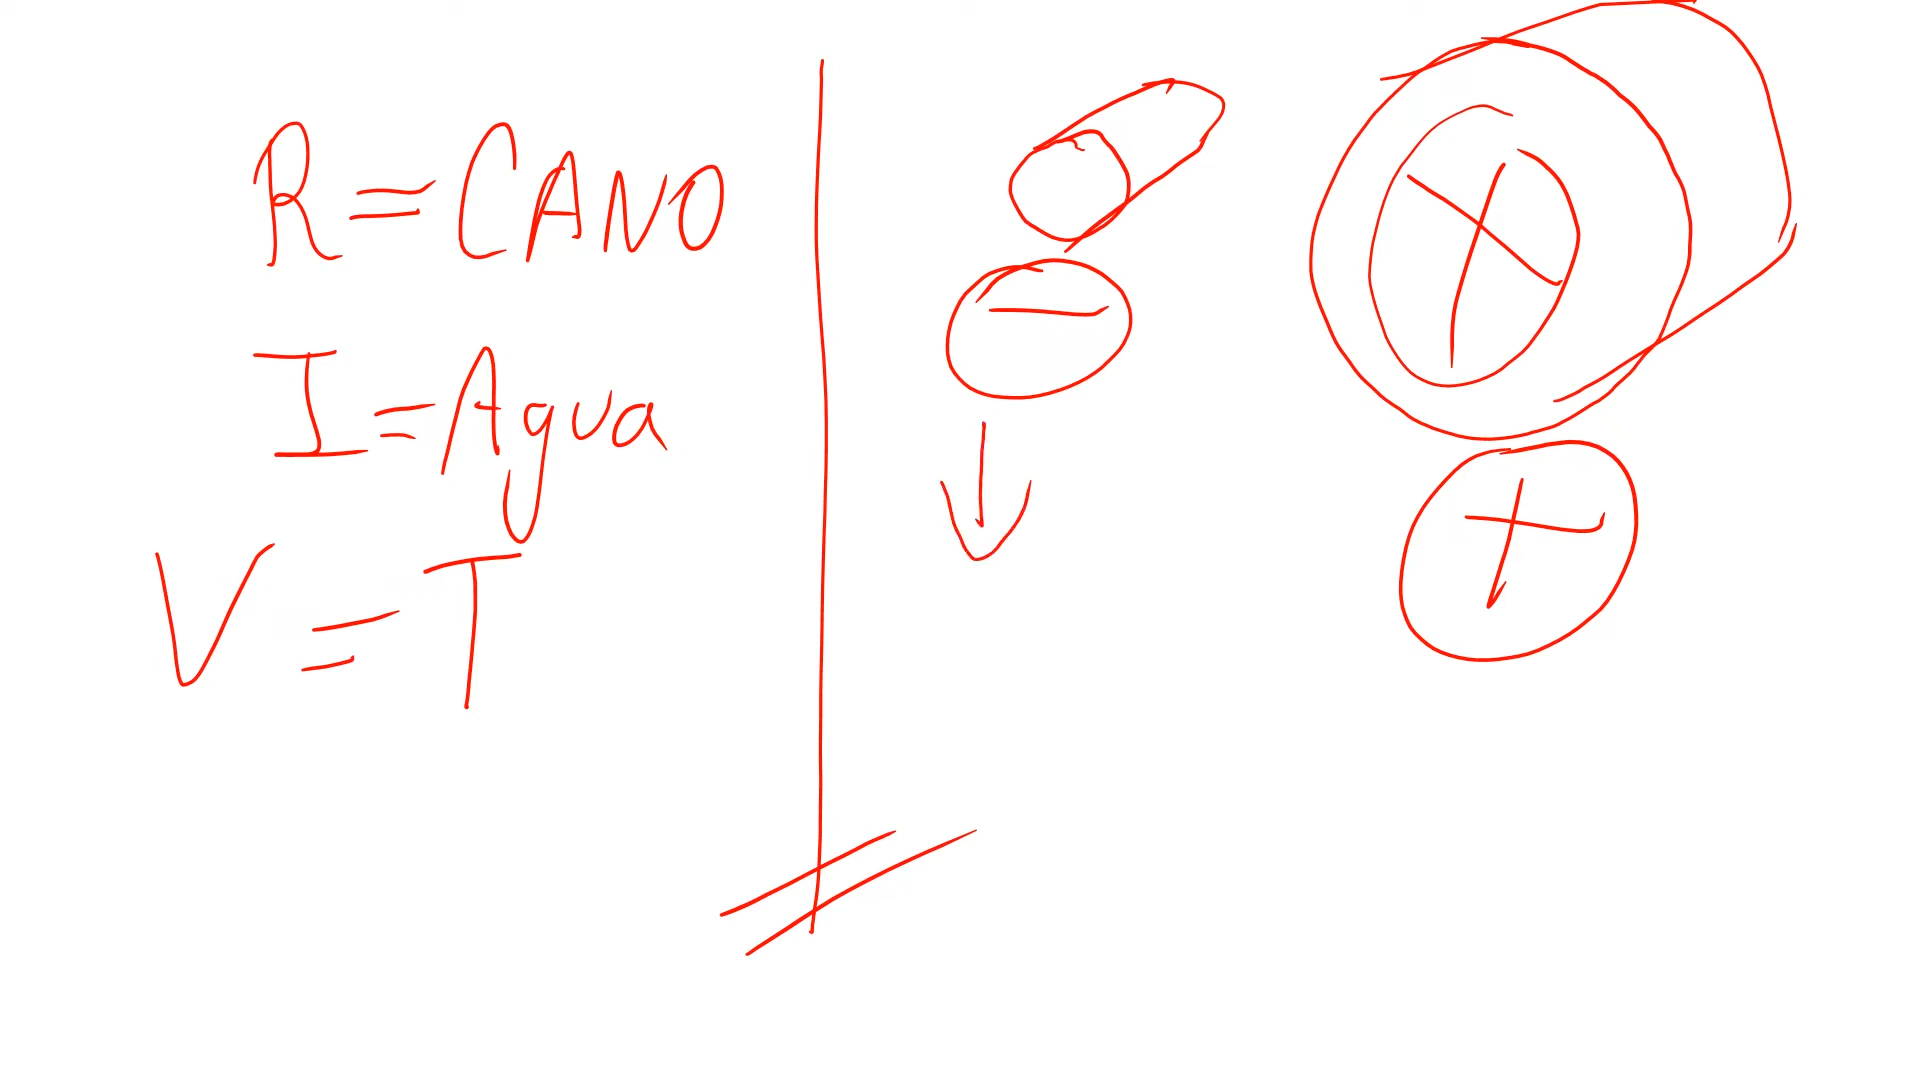 R = CANO
I = Agua
V = T
−
+
+